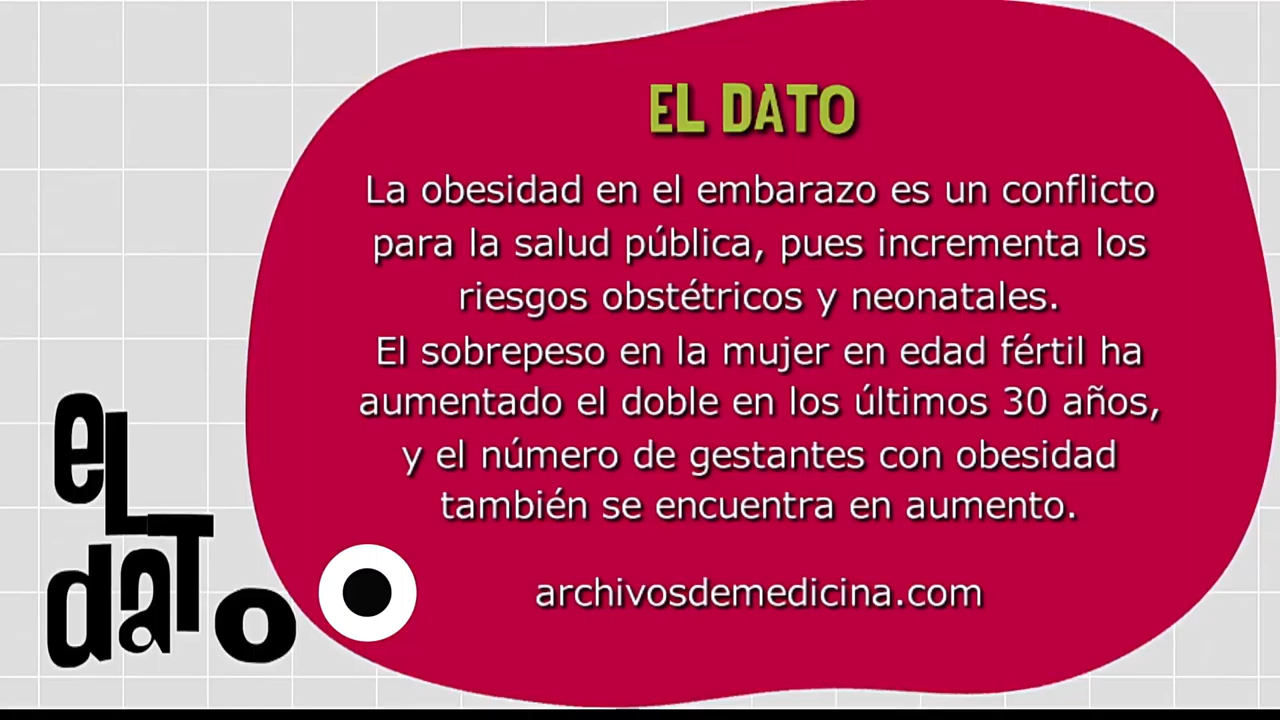 EL DATO
La obesidad en el embarazo es un conflicto
para la salud pública, pues incrementa los
riesgos obstétricos y neonatales.
El sobrepeso en la mujer en edad fértil ha
aumentado el doble en los últimos 30 años,
y el número de gestantes con obesidad
también se encuentra en aumento.
archivosdemedicina.com
eL
daTo